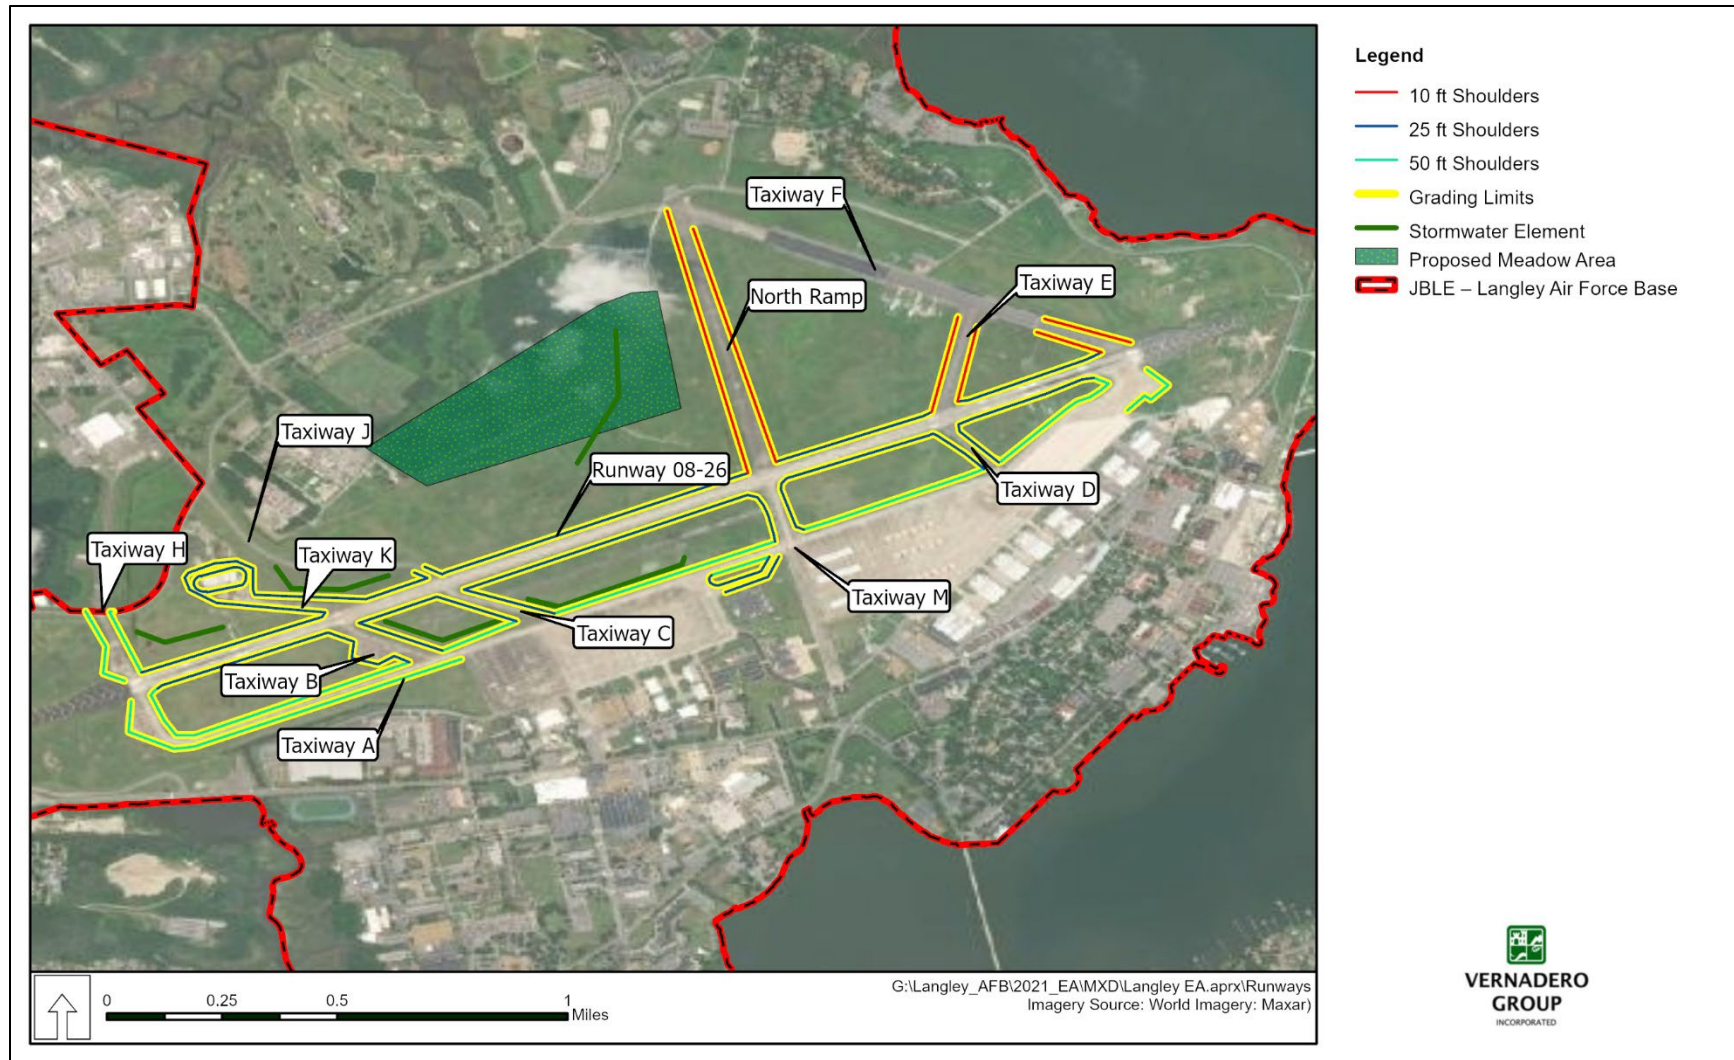 Legend
10 ft Shoulders
25 ft Shoulders
50 ft Shoulders
Grading Limits
Stormwater Element
Proposed Meadow Area
JBLE – Langley Air Force Base
Taxiway F
Taxiway E
North Ramp
Taxiway J
Runway 08-26
Taxiway D
Taxiway H
Taxiway K
Taxiway M
Taxiway C
Taxiway B
Taxiway A
0 0.25 0.5 1
Miles
G:\Langley_AFB\2021_EA\MXD\Langley EA.aprx\Runways
Imagery Source: World Imagery: Maxar)
VERNADERO
GROUP
INCORPORATED